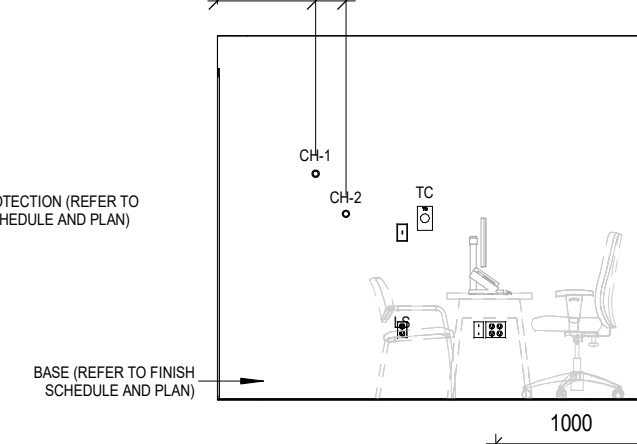 CH-1
CH-2
TC
OTECTION (REFER TO
HEDULE AND PLAN)
LS
BASE (REFER TO FINISH
SCHEDULE AND PLAN)
1000